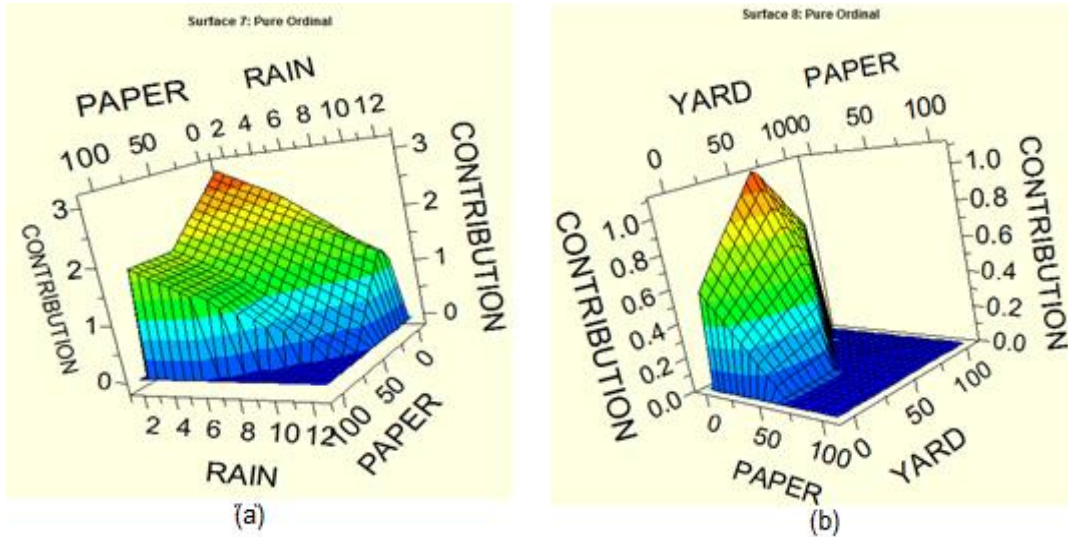 Surface 7: Pure Ordinal
PAPER RAIN
100 50 0 2 4 6 8 10 12
3 2 1 0
CONTRIBUTION
3 2 1 0
CONTRIBUTION
2 4 6 8 10 12
RAIN
100 50 0
PAPER
(a)
Surface 8: Pure Ordinal
YARD PAPER
0 50 100 0 50 100
1.0 0.8 0.6 0.4 0.2 0.0
CONTRIBUTION
1.0 0.8 0.6 0.4 0.2 0.0
CONTRIBUTION
0 50 100
PAPER
0 50 100
YARD
(b)